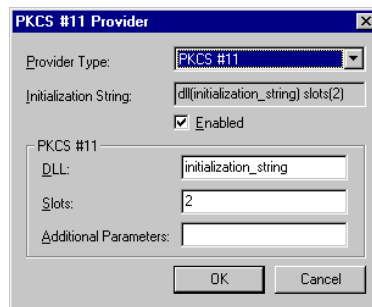 PKCS #11 Provider
Provider Type: PKCS #11
Initialization String: dll(initialization_string) slots(2)
Enabled
PKCS #11
DLL: initialization_string
Slots: 2
Additional Parameters:
OK Cancel